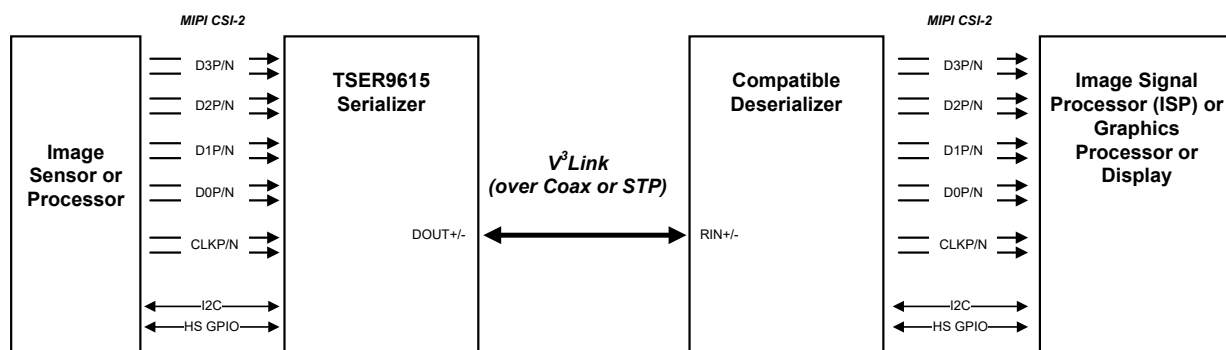 MIPI CSI-2
MIPI CSI-2
Image
Sensor or
Processor
D3P/N
D2P/N
D1P/N
D0P/N
CLKP/N
I2C
HS GPIO
TSER9615
Serializer
DOUT+/-
V³Link
(over Coax or STP)
Compatible
Deserializer
RIN+/-
D3P/N
D2P/N
D1P/N
D0P/N
CLKP/N
I2C
HS GPIO
Image Signal
Processor (ISP) or
Graphics
Processor or
Display